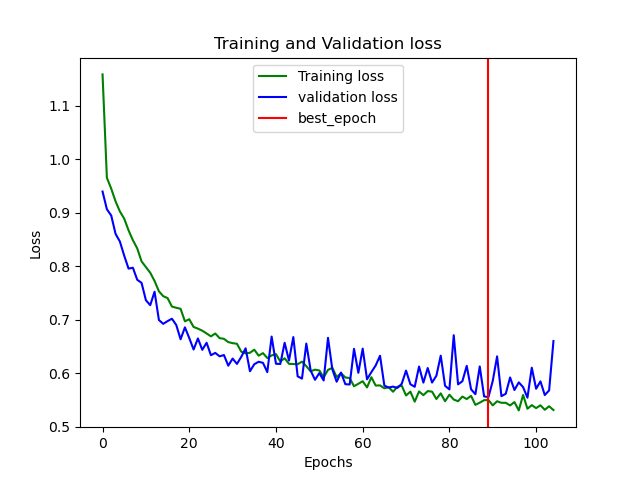 Training and Validation loss
Training loss
validation loss
best_epoch
Loss
1.1
1.0
0.9
0.8
0.7
0.6
0.5
0 20 40 60 80 100
Epochs